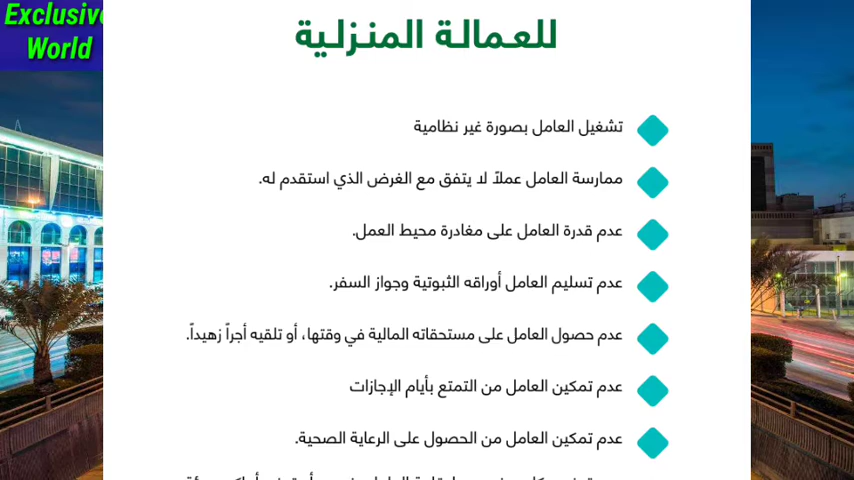 Exclusive
World
للعمالة المنزلية
تشغيل العامل بصورة غير نظامية
ممارسة العامل عملاً لا يتفق مع الغرض الذي استقدم له.
عدم قدرة العامل على مغادرة محيط العمل.
عدم تسليم العامل أوراقه الثبوتية وجواز السفر.
عدم حصول العامل على مستحقاته المالية في وقتها، أو تلقيه أجراً زهيداً.
عدم تمكين العامل من التمتع بأيام الإجازات
عدم تمكين العامل من الحصول على الرعاية الصحية.